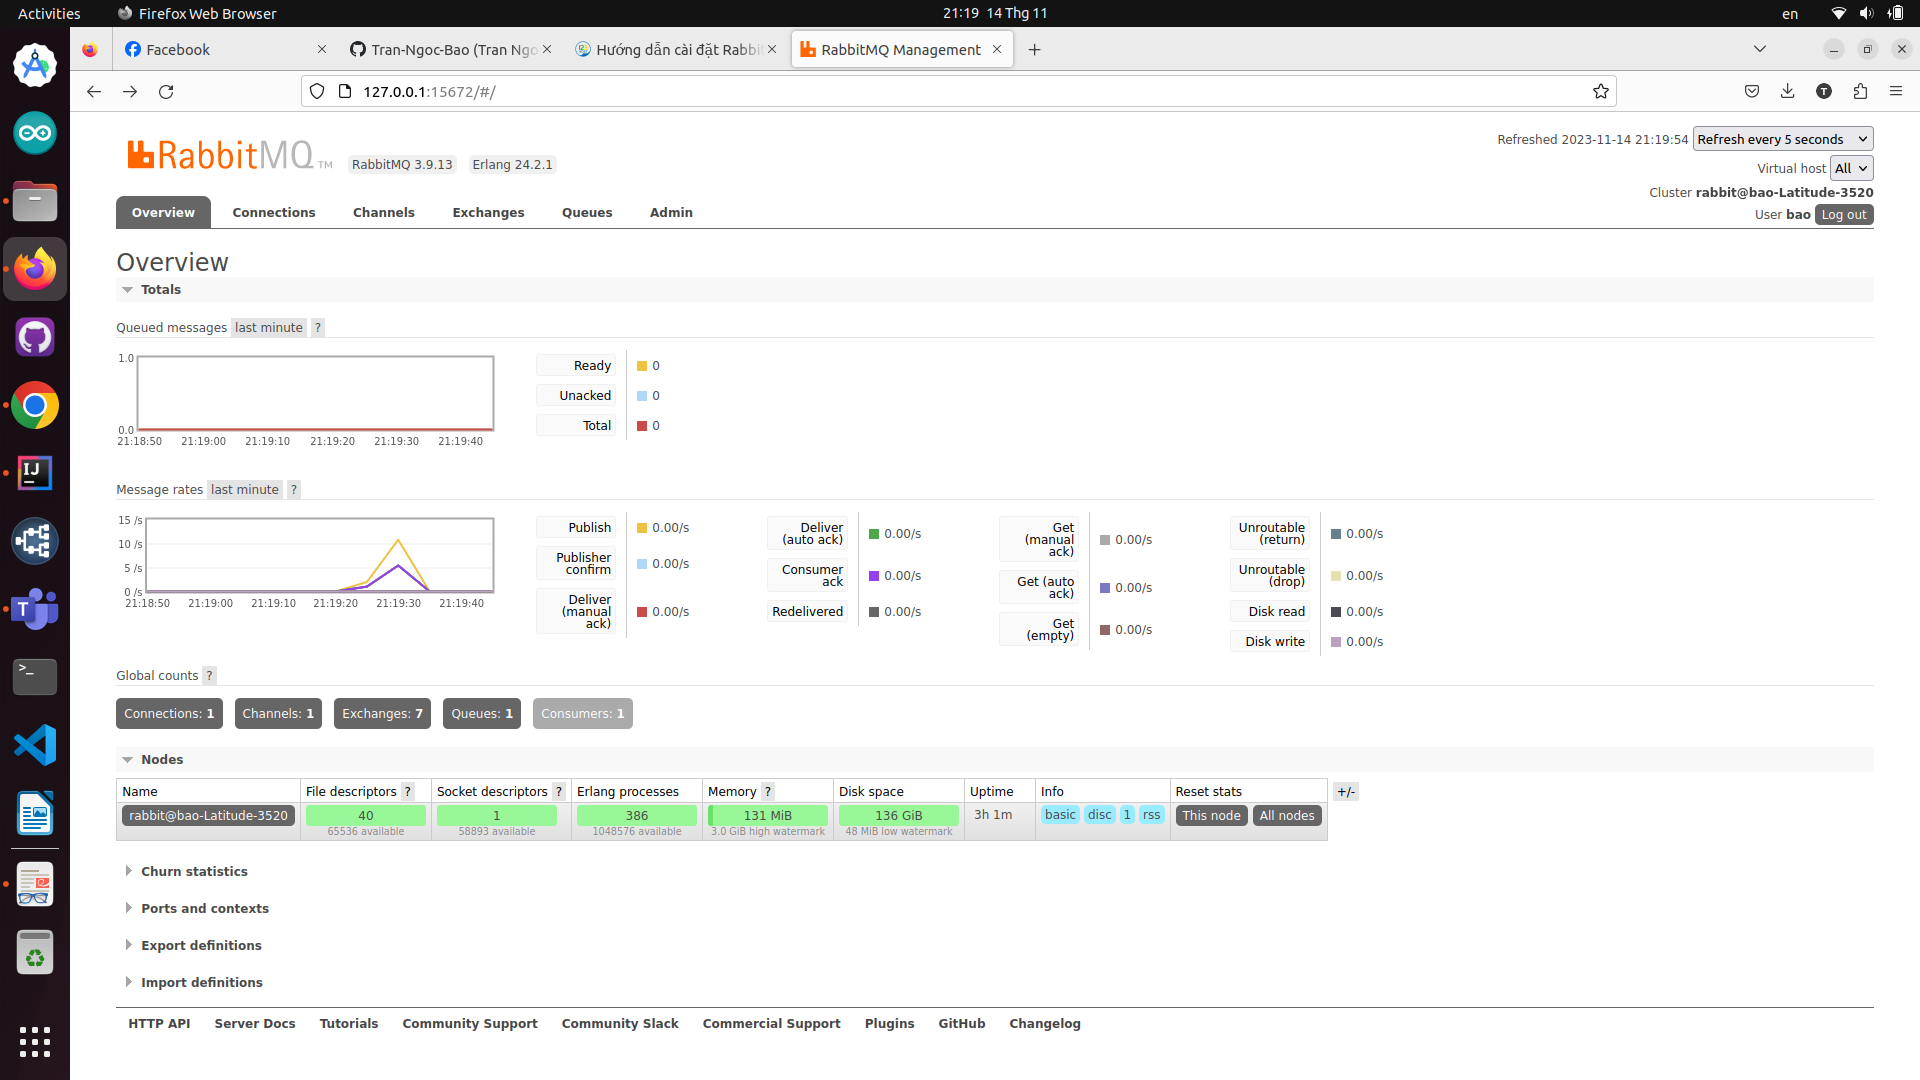 Activities Firefox Web Browser 21:19 14 Thg 11 en
Facebook Tran-Ngoc-Bao (Tran Ngo Hướng dẫn cài đặt Rabbi RabbitMQ Management
127.0.0.1:15672/#/
RabbitMQ TM RabbitMQ 3.9.13 Erlang 24.2.1
Refreshed 2023-11-14 21:19:54 Refresh every 5 seconds
Virtual host All
Cluster rabbit@bao-Latitude-3520
User bao Log out
Overview Connections Channels Exchanges Queues Admin
Overview
Totals
Queued messages last minute ?
1.0
0.0
21:18:50 21:19:00 21:19:10 21:19:20 21:19:30 21:19:40
Ready 0
Unacked 0
Total 0
Message rates last minute ?
15 /s
10 /s
5 /s
0 /s
21:18:50 21:19:00 21:19:10 21:19:20 21:19:30 21:19:40
Publish 0.00/s
Publisher confirm 0.00/s
Deliver (manual ack) 0.00/s
Deliver (auto ack) 0.00/s
Consumer ack 0.00/s
Redelivered 0.00/s
Get (manual ack) 0.00/s
Get (auto ack) 0.00/s
Get (empty) 0.00/s
Unroutable (return) 0.00/s
Unroutable (drop) 0.00/s
Disk read 0.00/s
Disk write 0.00/s
Global counts ?
Connections: 1 Channels: 1 Exchanges: 7 Queues: 1 Consumers: 1
Nodes
Name File descriptors ? Socket descriptors ? Erlang processes Memory ? Disk space Uptime Info Reset stats +/-
rabbit@bao-Latitude-3520 40 1 386 131 MiB 136 GiB 3h 1m basic disc 1 rss This node All nodes
65536 available 58893 available 1048576 available 3.0 GiB high watermark 48 MiB low watermark
Churn statistics
Ports and contexts
Export definitions
Import definitions
HTTP API Server Docs Tutorials Community Support Community Slack Commercial Support Plugins GitHub Changelog